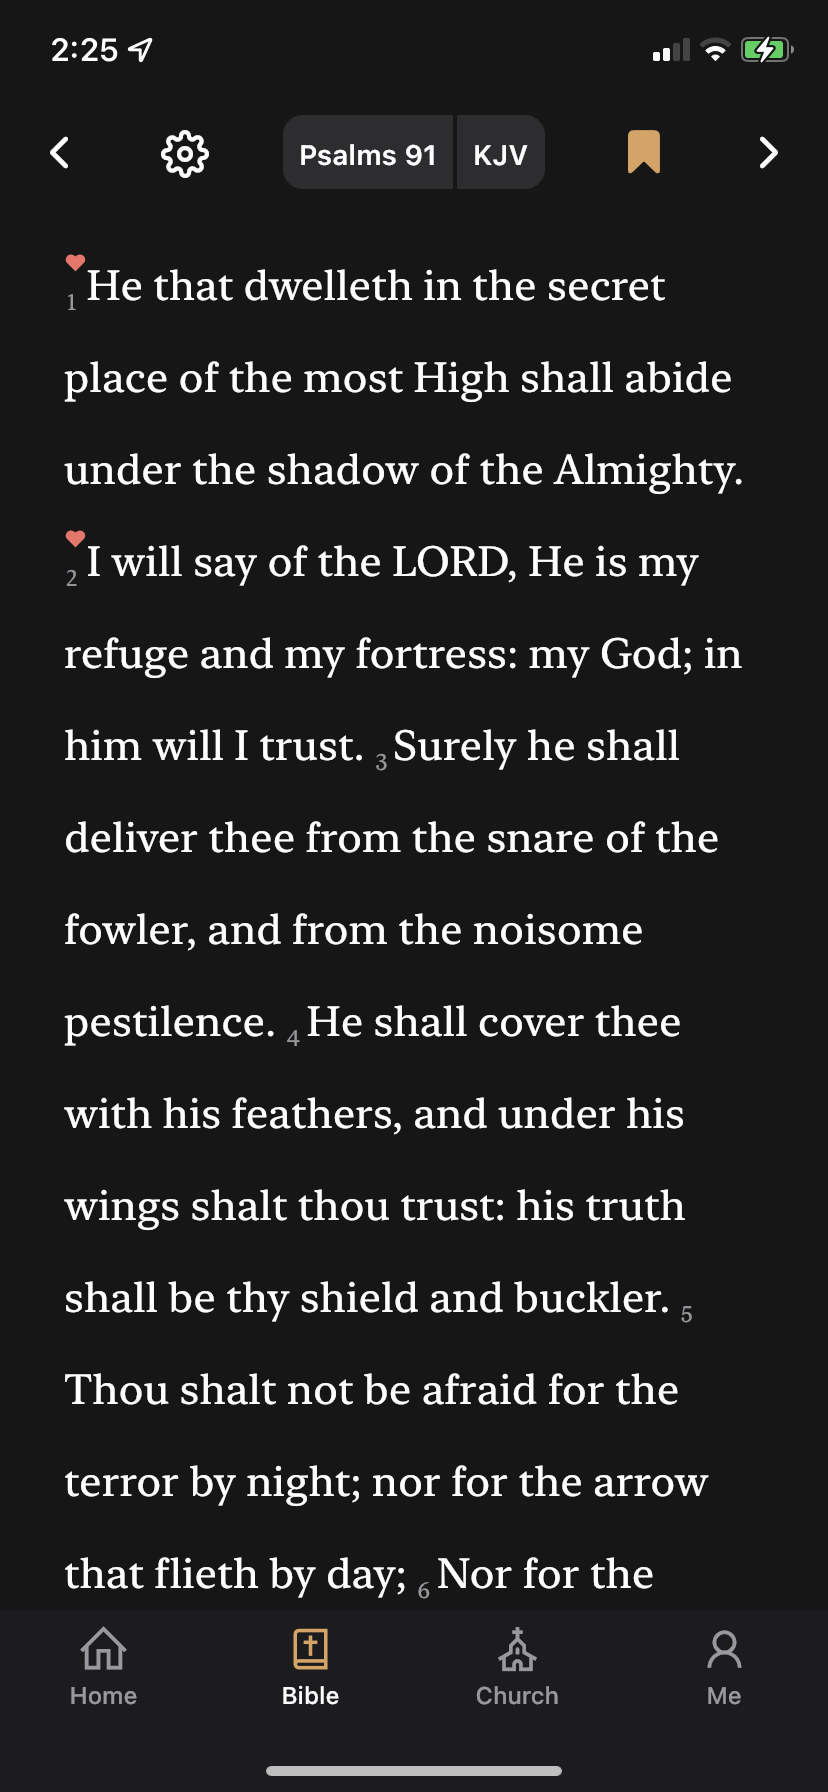 2:25
Psalms 91 KJV
1 He that dwelleth in the secret
place of the most High shall abide
under the shadow of the Almighty.
2 I will say of the LORD, He is my
refuge and my fortress: my God; in
him will I trust. 3 Surely he shall
deliver thee from the snare of the
fowler, and from the noisome
pestilence. 4 He shall cover thee
with his feathers, and under his
wings shalt thou trust: his truth
shall be thy shield and buckler. 5
Thou shalt not be afraid for the
terror by night; nor for the arrow
that flieth by day; 6 Nor for the
Home Bible Church Me